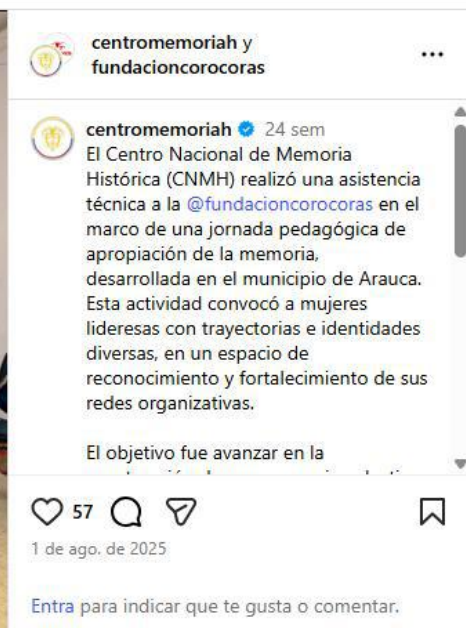 centromemoriah y
fundacioncorocoras
centromemoriah 24 sem
El Centro Nacional de Memoria
Histórica (CNMH) realizó una asistencia
técnica a la @fundacioncorocoras en el
marco de una jornada pedagógica de
apropiación de la memoria,
desarrollada en el municipio de Arauca.
Esta actividad convocó a mujeres
lideresas con trayectorias e identidades
diversas, en un espacio de
reconocimiento y fortalecimiento de sus
redes organizativas.
El objetivo fue avanzar en la
57
1 de ago. de 2025
Entra para indicar que te gusta o comentar.